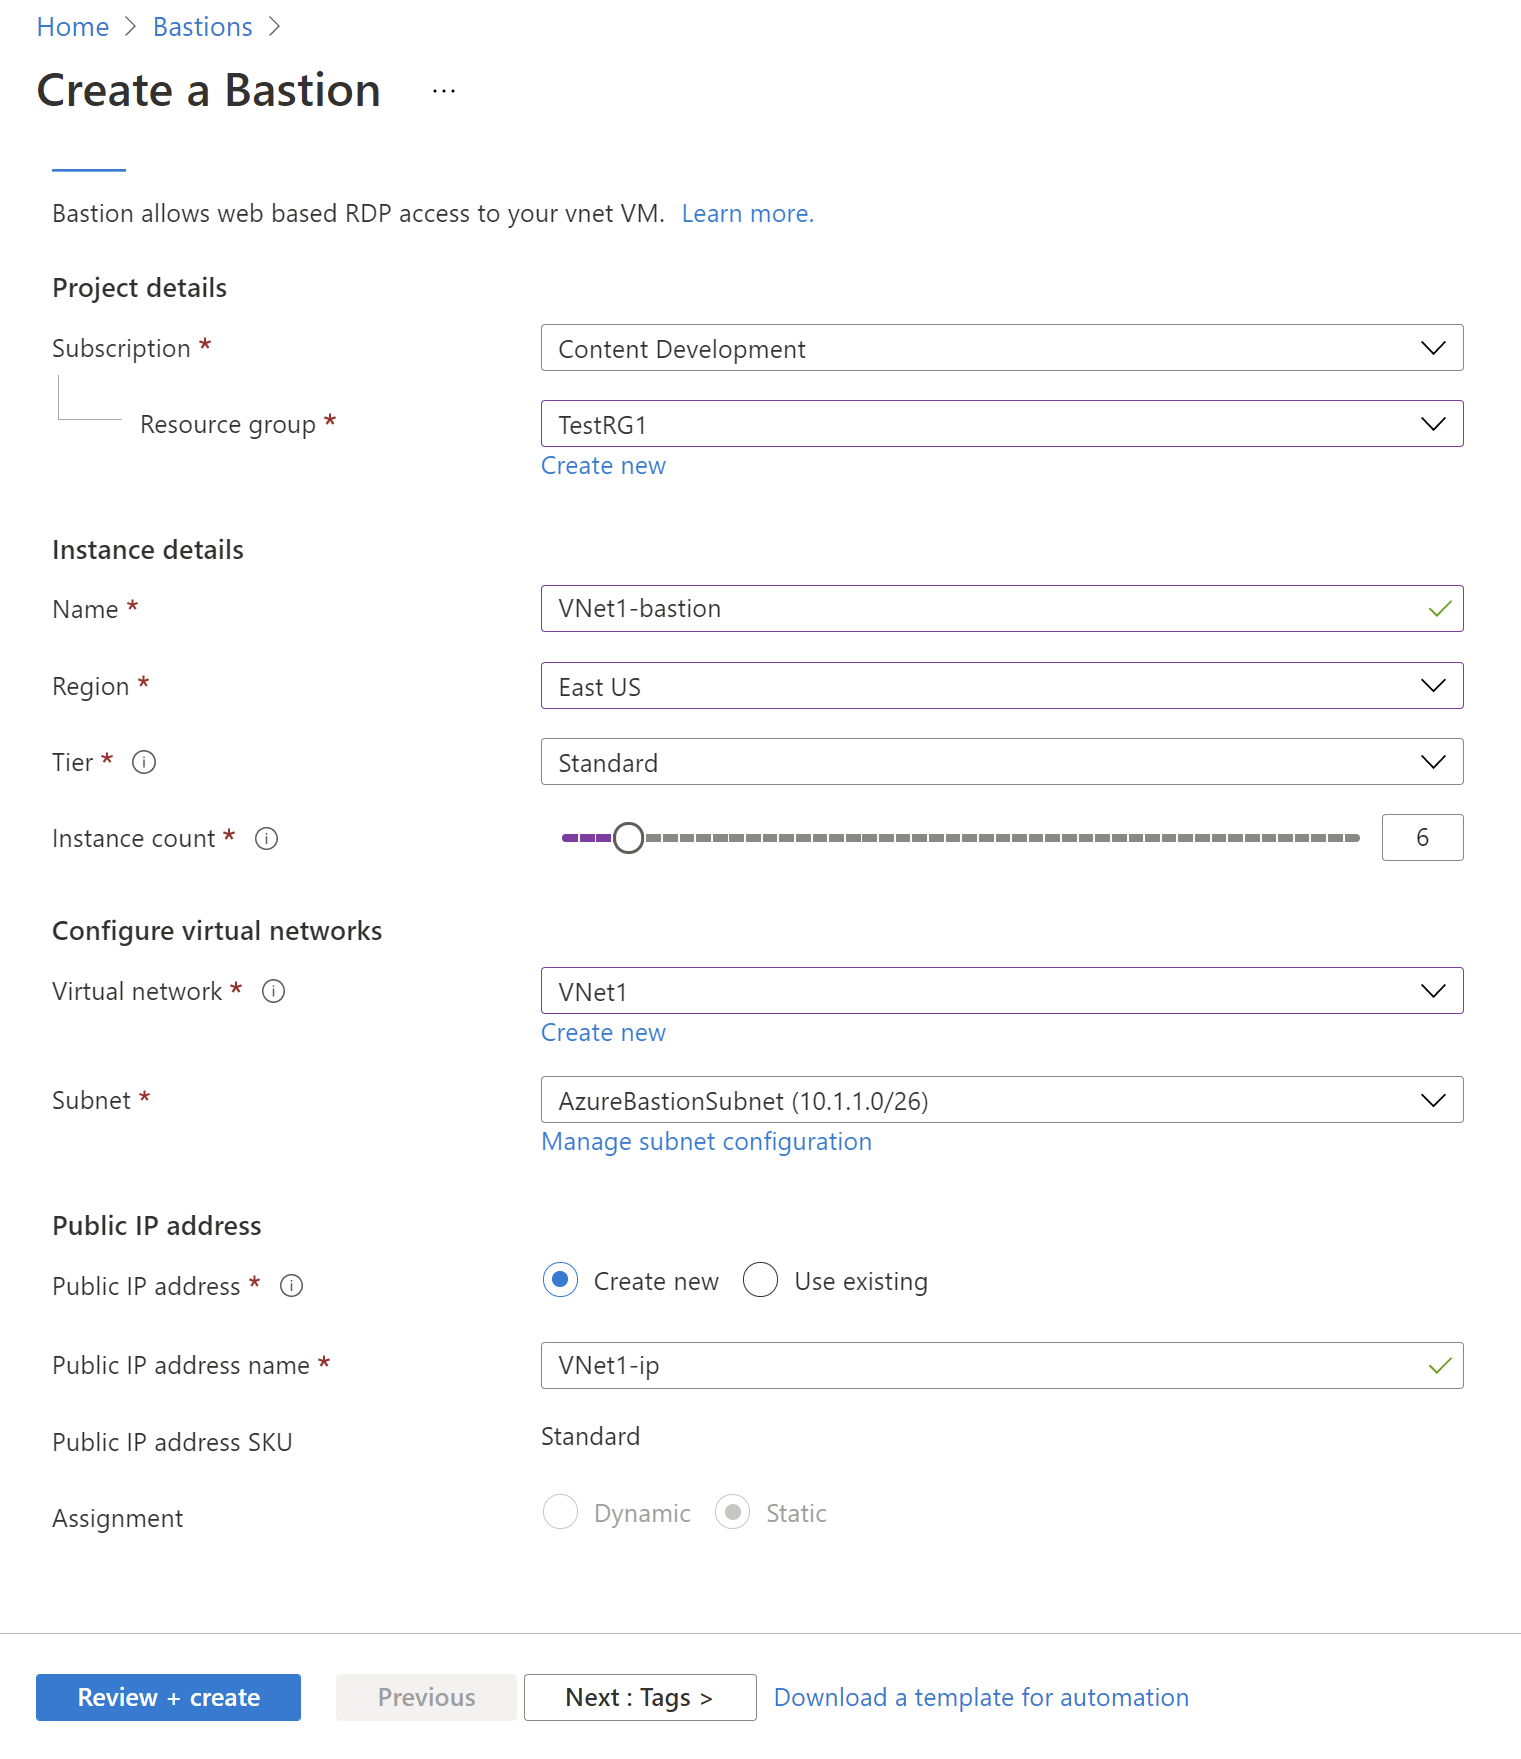 Home > Bastions >
Create a Bastion ...
Bastion allows web based RDP access to your vnet VM. Learn more.
Project details
Subscription * Content Development
Resource group * TestRG1
Create new
Instance details
Name * VNet1-bastion
Region * East US
Tier * Standard
Instance count * 6
Configure virtual networks
Virtual network * VNet1
Create new
Subnet * AzureBastionSubnet (10.1.1.0/26)
Manage subnet configuration
Public IP address
Public IP address * Create new Use existing
Public IP address name * VNet1-ip
Public IP address SKU Standard
Assignment Dynamic Static
Review + create Previous Next : Tags > Download a template for automation